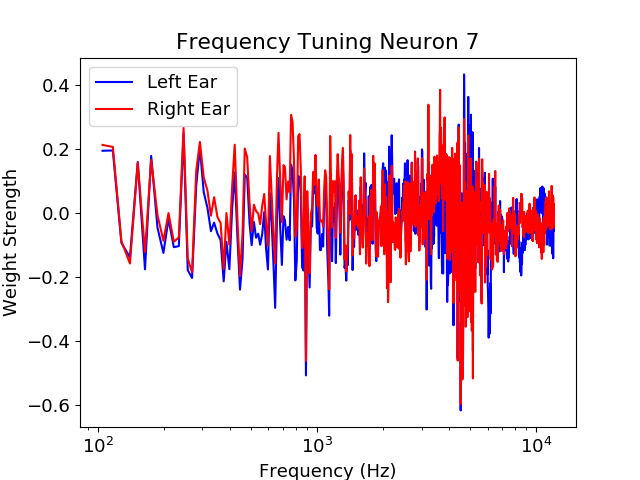 Frequency Tuning Neuron 7
Left Ear
Right Ear
Weight Strength
0.4
0.2
0.0
−0.2
−0.4
−0.6
10²
10³
10⁴
Frequency (Hz)